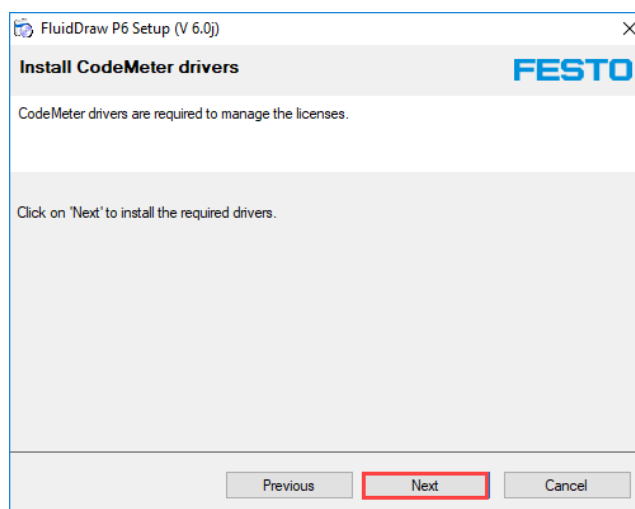 FluidDraw P6 Setup (V 6.0j)
Install CodeMeter drivers
FESTO
CodeMeter drivers are required to manage the licenses.
Click on 'Next' to install the required drivers.
Previous Next Cancel